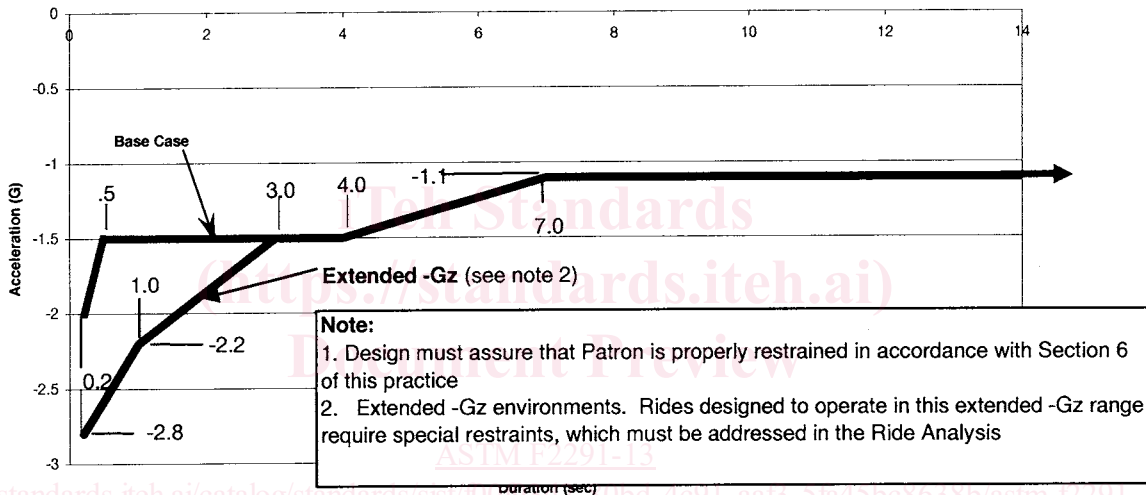 0
0 2 4 6 8 10 12 14
-0.5
Base Case
-1
.5 3.0 4.0 -1.1
iTeh Standards
7.0
Acceleration (G)
-1.5
(https://standards.iteh.ai)
Extended -Gz (see note 2)
1.0
-2
Document Preview
-2.2
0.2
-2.5
-2.8
-3
Note:
1. Design must assure that Patron is properly restrained in accordance with Section 6
of this practice
2. Extended -Gz environments. Rides designed to operate in this extended -Gz range
require special restraints, which must be addressed in the Ride Analysis
ASTM F2291-13
Duration (sec)